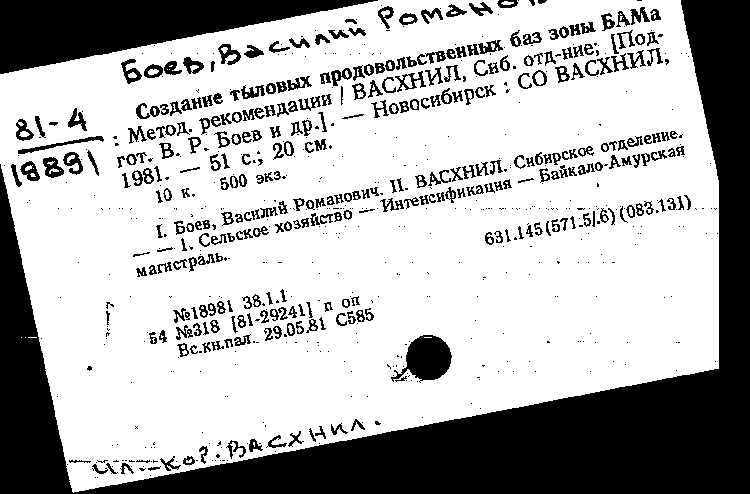 Боев, Василий Романов
81-4
18891
Создание тыловых продовольственных баз зоны БАМа
: Метод. рекомендации / ВАСХНИЛ, Сиб. отд-ние; [Под-
гот. В. Р. Боев и др.]. — Новосибирск : СО ВАСХНИЛ,
1981. — 51 с.; 20 см.
10 к. 500 экз.
I. Боев, Василий Романович. II. ВАСХНИЛ. Сибирское отделение.
— — 1. Сельское хозяйство — Интенсификация — Байкало-Амурская
магистраль.
631.145(571.5/.6)(083.131)
№18981 38.1.1
54 №318 [81-29241] п оп
Вс.кн.пал. 29.05.81 С585
чл.-кор. ВАСХНИЛ.